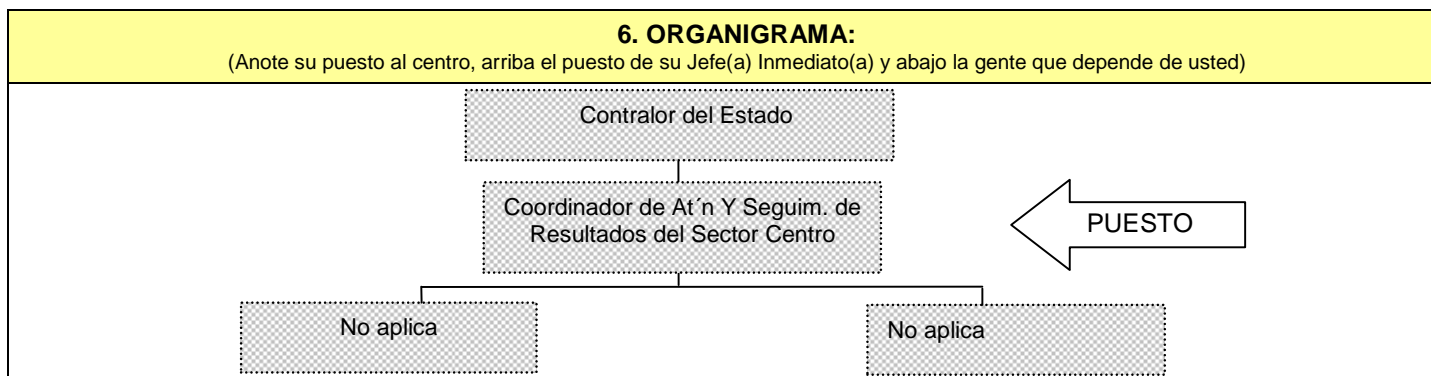 6. ORGANIGRAMA:
(Anote su puesto al centro, arriba el puesto de su Jefe(a) Inmediato(a) y abajo la gente que depende de usted)
Contralor del Estado
Coordinador de At´n Y Seguim. de
Resultados del Sector Centro
PUESTO
No aplica
No aplica